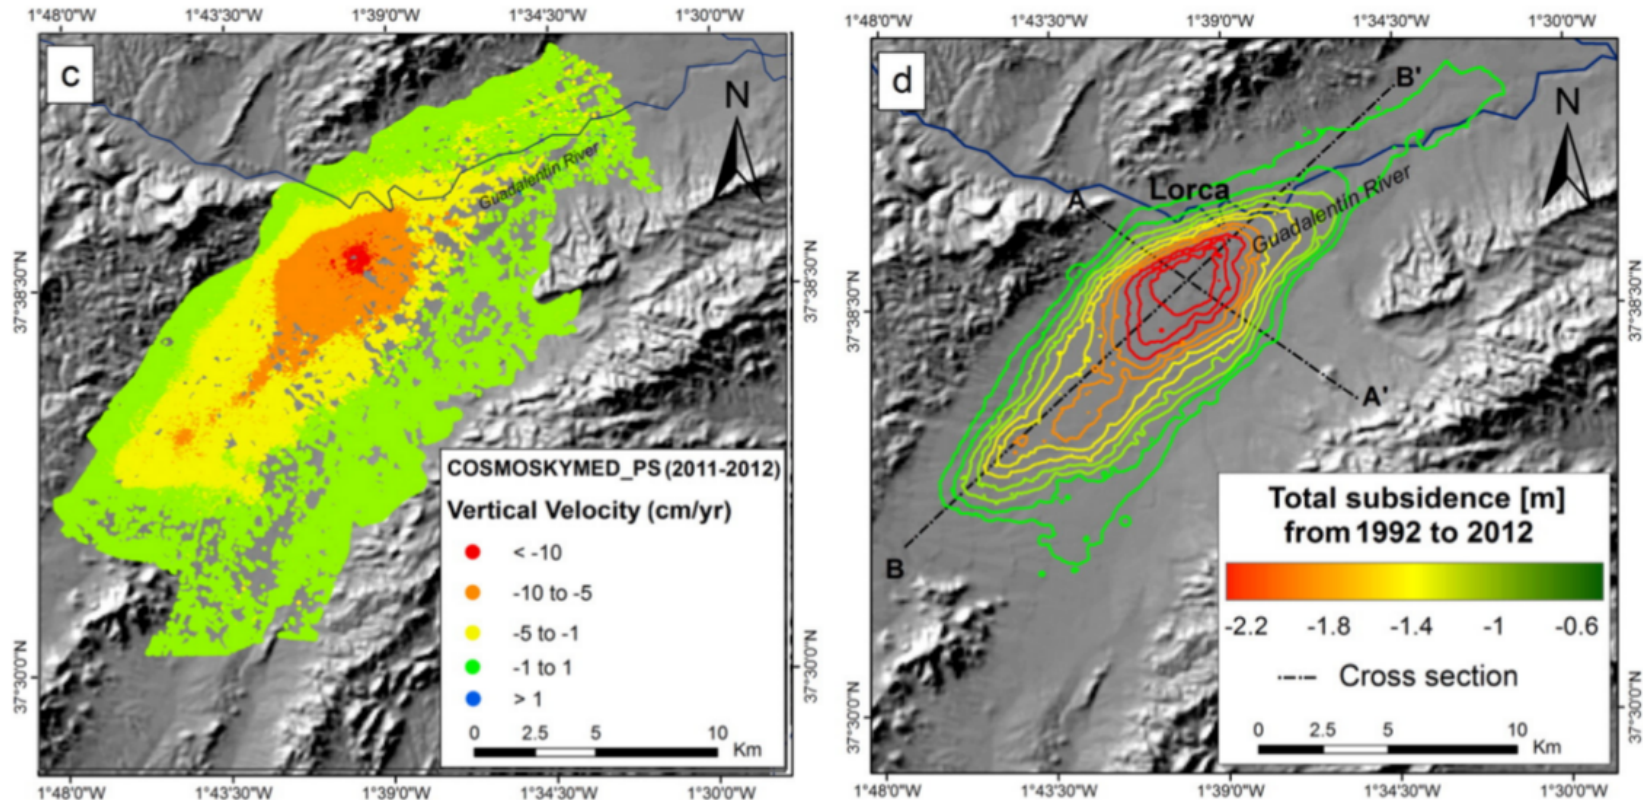 1°48'0"W 1°43'30"W 1°39'0"W 1°34'30"W 1°30'0"W
c
N
Guadalentin River
37°38'30"N
37°38'30"N
37°30'0"N
37°30'0"N
COSMOSKYMED_PS (2011-2012)
Vertical Velocity (cm/yr)
< -10
-10 to -5
-5 to -1
-1 to 1
> 1
0 2.5 5 10
Km
1°48'0"W 1°43'30"W 1°39'0"W 1°34'30"W 1°30'0"W
1°48'0"W 1°43'30"W 1°39'0"W 1°34'30"W 1°30'0"W
d
B'
N
A
Lorca
Guadalentin River
37°38'30"N
37°38'30"N
A'
B
37°30'0"N
37°30'0"N
Total subsidence [m]
from 1992 to 2012
-2.2 -1.8 -1.4 -1 -0.6
Cross section
0 2.5 5 10
Km
1°48'0"W 1°43'30"W 1°39'0"W 1°34'30"W 1°30'0"W